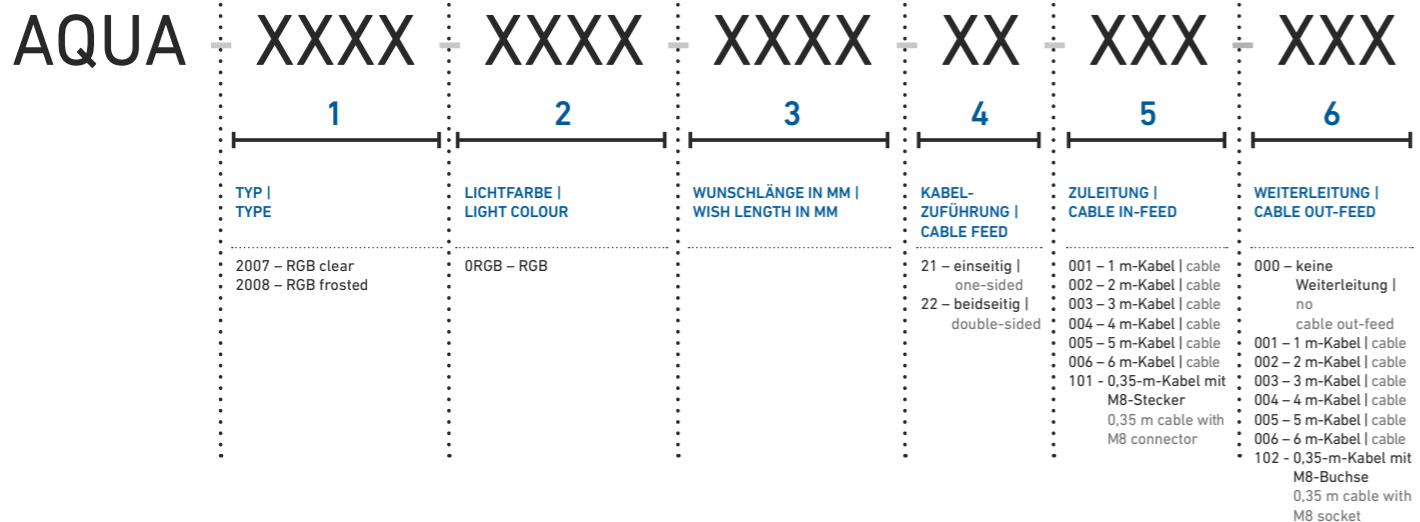 AQUA - XXXX - XXXX - XXXX - XX - XXX - XXX
1 2 3 4 5 6
TYP |
TYPE
LICHTFARBE |
LIGHT COLOUR
WUNSCHLÄNGE IN MM |
WISH LENGTH IN MM
KABEL-
ZUFÜHRUNG |
CABLE FEED
ZULEITUNG |
CABLE IN-FEED
WEITERLEITUNG |
CABLE OUT-FEED
2007 – RGB clear
2008 – RGB frosted
0RGB – RGB
21 – einseitig |
one-sided
22 – beidseitig |
double-sided
001 – 1 m-Kabel | cable
002 – 2 m-Kabel | cable
003 – 3 m-Kabel | cable
004 – 4 m-Kabel | cable
005 – 5 m-Kabel | cable
006 – 6 m-Kabel | cable
101 - 0,35-m-Kabel mit
M8-Stecker
0,35 m cable with
M8 connector
000 – keine
Weiterleitung |
no
cable out-feed
001 – 1 m-Kabel | cable
002 – 2 m-Kabel | cable
003 – 3 m-Kabel | cable
004 – 4 m-Kabel | cable
005 – 5 m-Kabel | cable
006 – 6 m-Kabel | cable
102 - 0,35-m-Kabel mit
M8-Buchse
0,35 m cable with
M8 socket